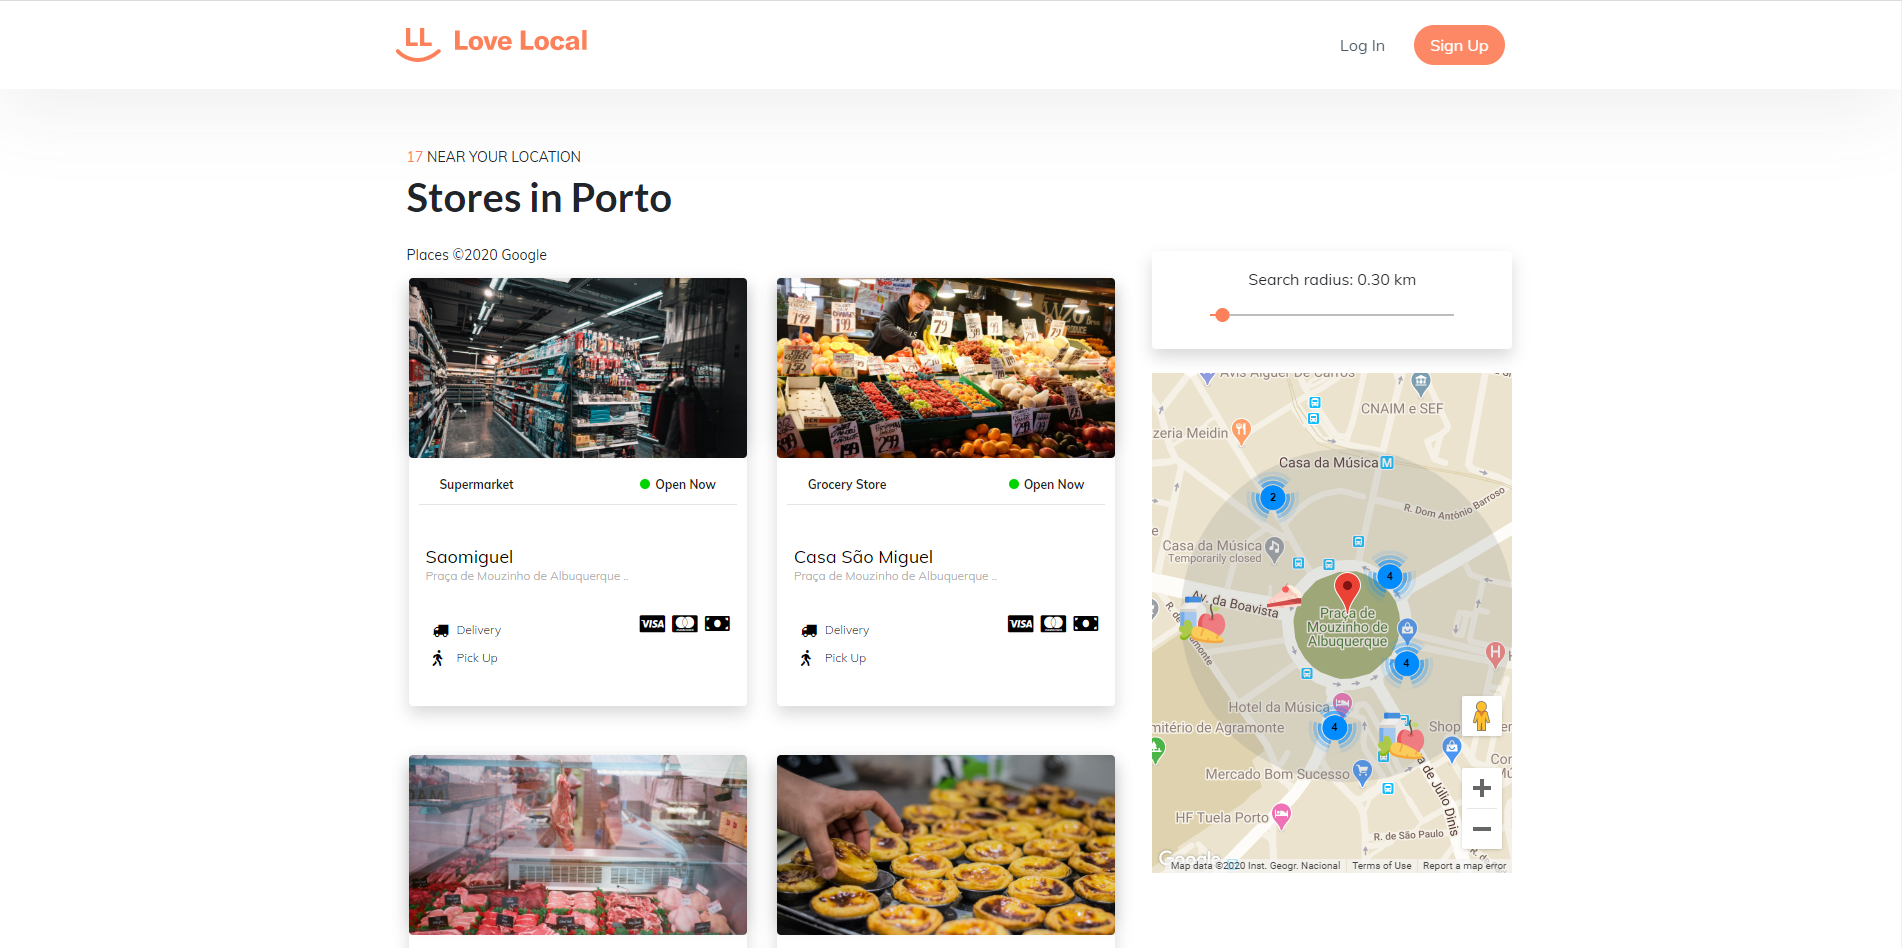 LL Love Local
Log In
Sign Up
17 NEAR YOUR LOCATION
Stores in Porto
Places ©2020 Google
Search radius: 0.30 km
Supermarket
Open Now
Saomiguel
Praça de Mouzinho de Albuquerque ..
Delivery
Pick Up
VISA
Grocery Store
Open Now
Casa São Miguel
Praça de Mouzinho de Albuquerque ..
Delivery
Pick Up
VISA
Avis Aluguer De Carros
CNAIM e SEF
zeria Meidin
Casa da Música M
2
R. Dom António Barroso
Casa da Música
Temporarily closed
4
Av. da Boavista
Praça de
Mouzinho de
Albuquerque
4
H
Hotel da Música
4
mitério de Agramonte
Shop
Mercado Bom Sucesso
a de Júlio Dinis
HF Tuela Porto
R. de São Paulo
Google
Map data ©2020 Inst. Geogr. Nacional
Terms of Use
Report a map error